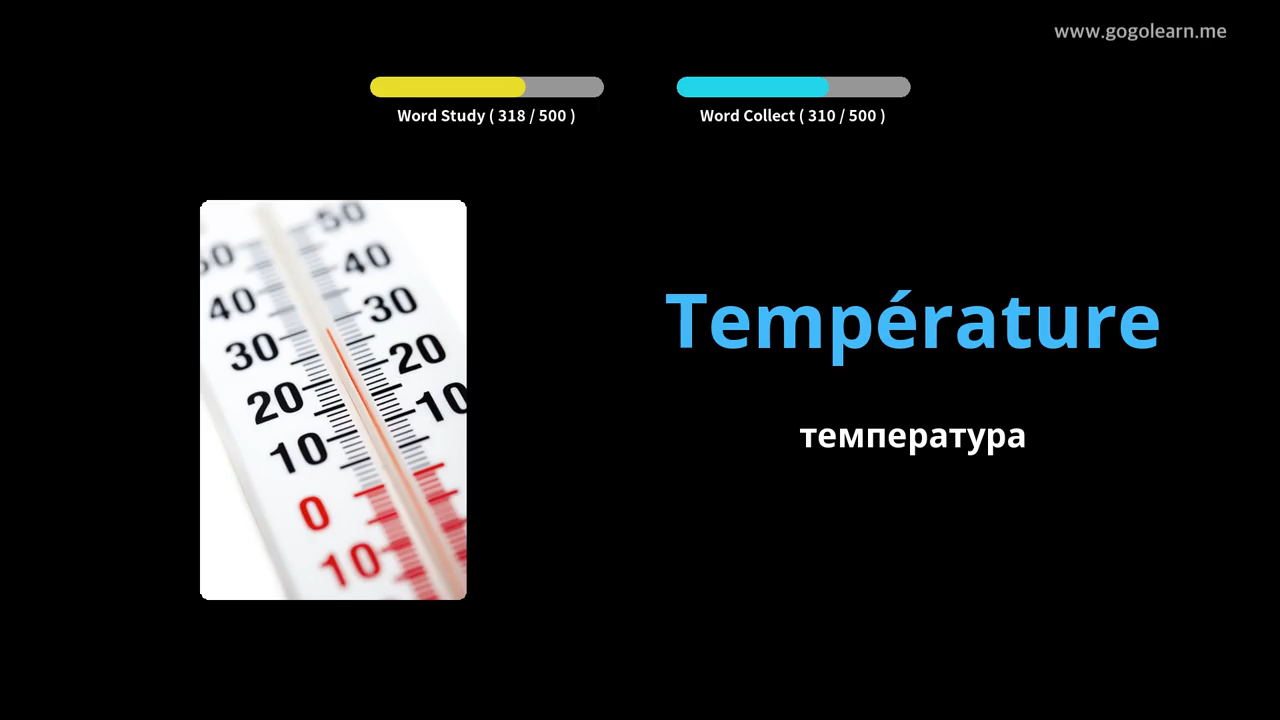 www.gogolearn.me
Word Study ( 318 / 500 )
Word Collect ( 310 / 500 )
50
50
40
40
30
30
20
20
10
10
0
10
Température
температура